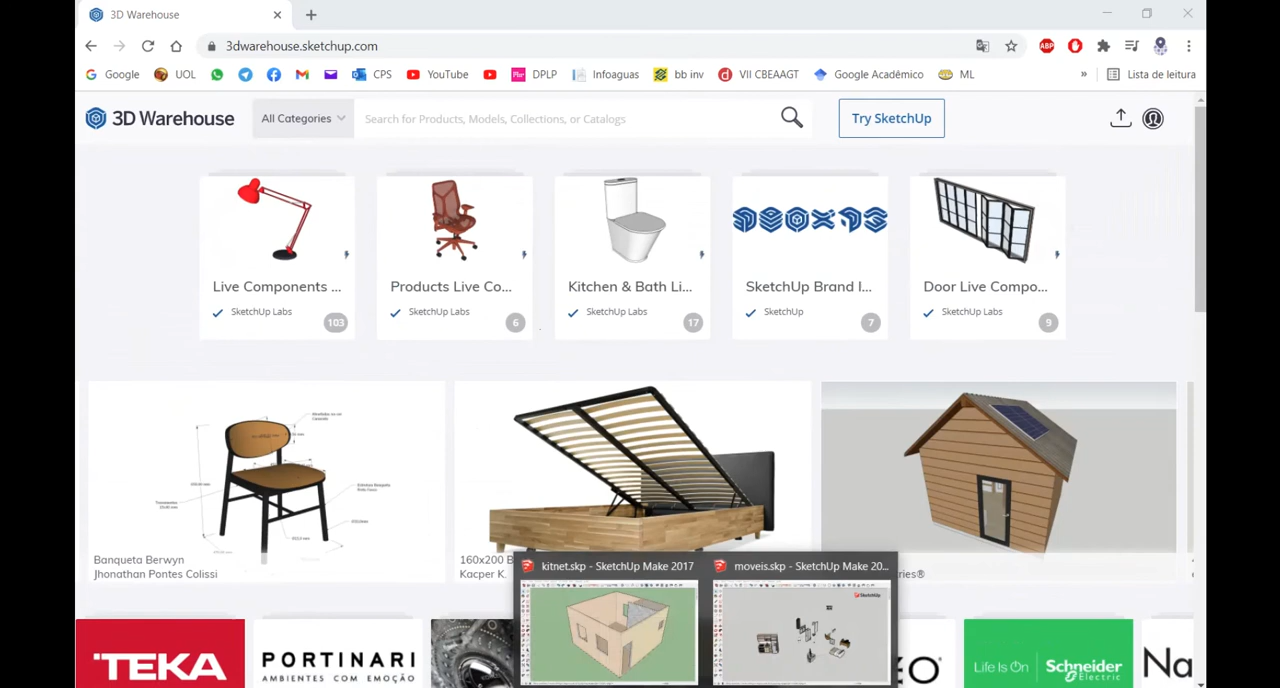 3D Warehouse
3dwarehouse.sketchup.com
Google UOL CPS YouTube DPLP Infoaguas bb inv VII CBEAAGT Google Acadêmico ML » Lista de leitura
3D Warehouse All Categories Search for Products, Models, Collections, or Catalogs Try SketchUp
Live Components ...
SketchUp Labs
103
Products Live Co...
SketchUp Labs
6
Kitchen & Bath Li...
SketchUp Labs
17
SketchUp Brand I...
SketchUp
7
Door Live Compo...
SketchUp Labs
9
Banqueta Berwyn
Jhonathan Pontes Colissi
160x200 B
Kacper K.
ries®
kitnet.skp - SketchUp Make 2017
moveis.skp - SketchUp Make 20...
SketchUp
TEKA
PORTINARI
AMBIENTES COM EMOÇÃO
Life Is On
Schneider
Electric
Na